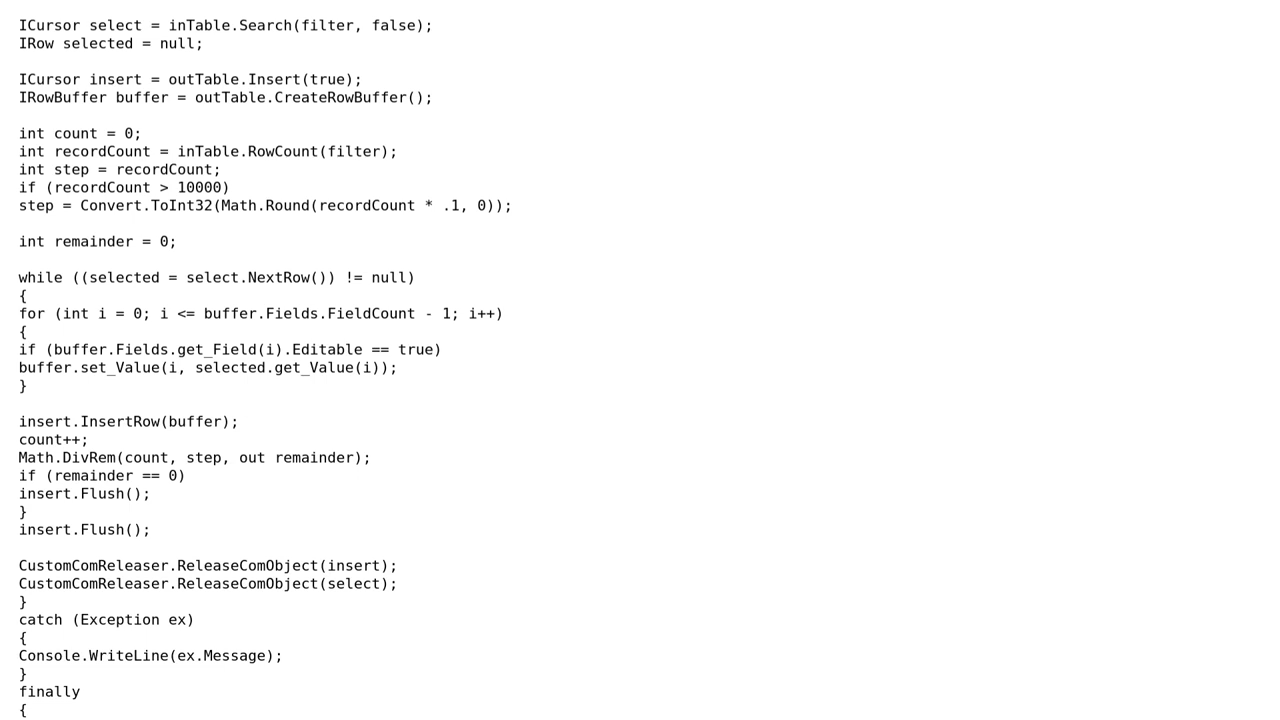 ICursor select = inTable.Search(filter, false);
IRow selected = null;

ICursor insert = outTable.Insert(true);
IRowBuffer buffer = outTable.CreateRowBuffer();

int count = 0;
int recordCount = inTable.RowCount(filter);
int step = recordCount;
if (recordCount > 10000)
step = Convert.ToInt32(Math.Round(recordCount * .1, 0));

int remainder = 0;

while ((selected = select.NextRow()) != null)
{
for (int i = 0; i <= buffer.Fields.FieldCount - 1; i++)
{
if (buffer.Fields.get_Field(i).Editable == true)
buffer.set_Value(i, selected.get_Value(i));
}

insert.InsertRow(buffer);
count++;
Math.DivRem(count, step, out remainder);
if (remainder == 0)
insert.Flush();
}
insert.Flush();

CustomComReleaser.ReleaseComObject(insert);
CustomComReleaser.ReleaseComObject(select);
}
catch (Exception ex)
{
Console.WriteLine(ex.Message);
}
finally
{